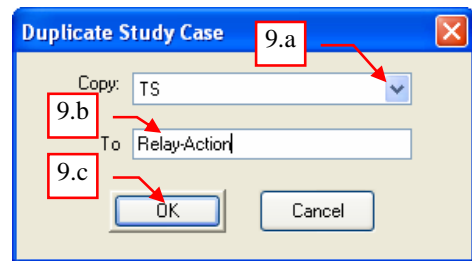 Duplicate Study Case
9.a
Copy: TS
9.b
To Relay-Action
9.c
OK Cancel